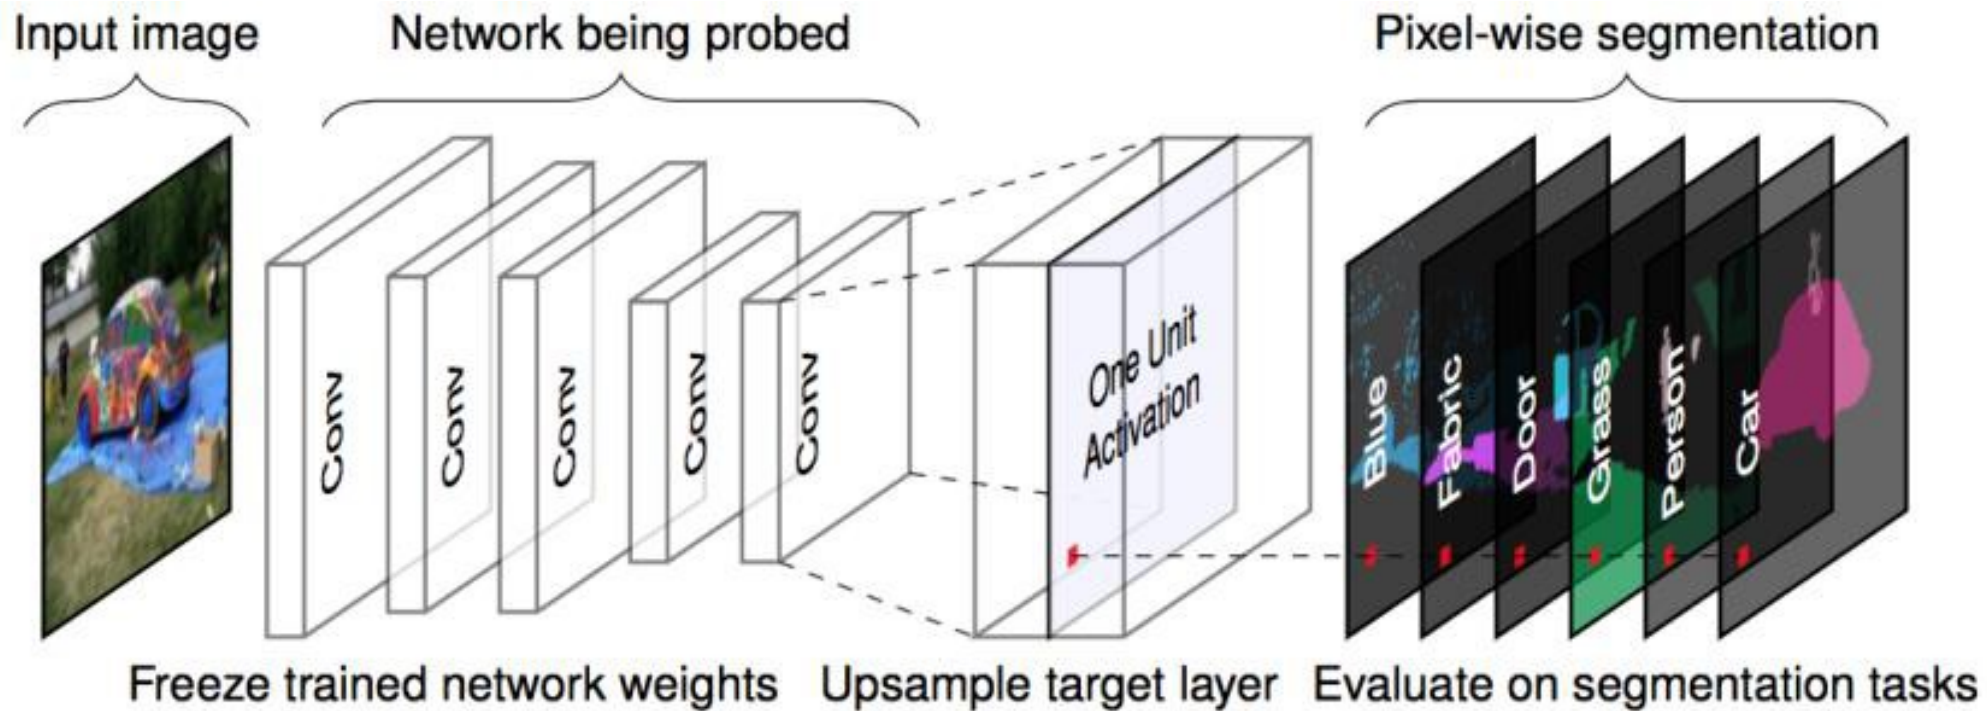 Input image
Network being probed
Pixel-wise segmentation
Conv
Conv
Conv
Conv
Conv
One Unit
Activation
Blue
Fabric
Door
Grass
Person
Car
Freeze trained network weights
Upsample target layer
Evaluate on segmentation tasks